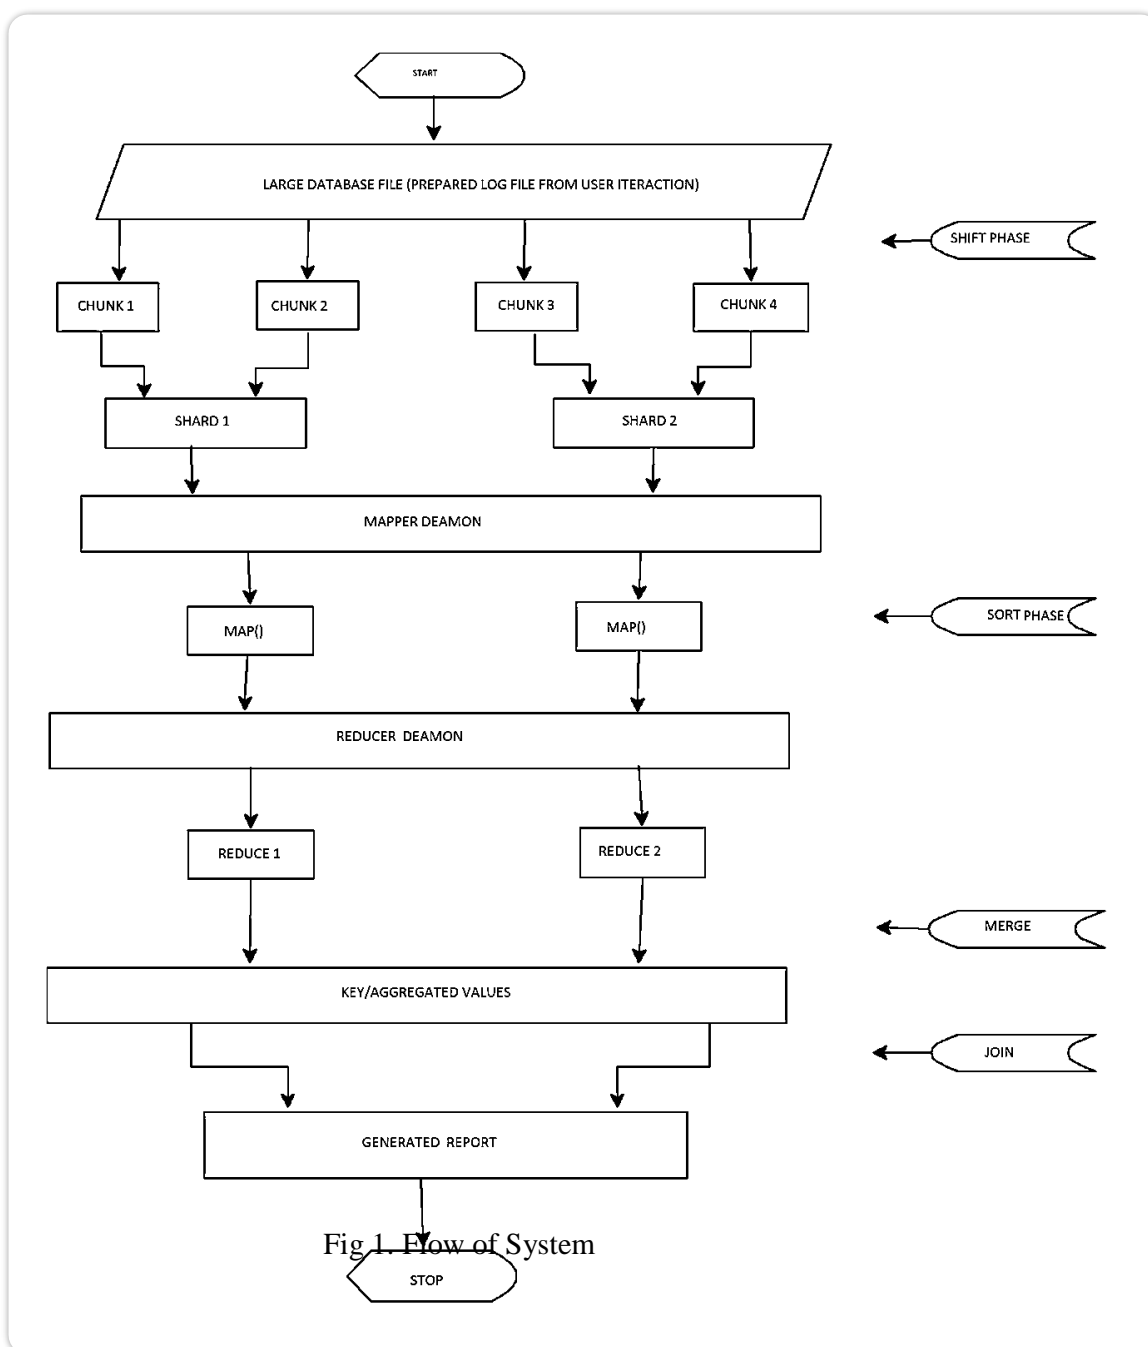 START
LARGE DATABASE FILE (PREPARED LOG FILE FROM USER ITERACTION)
SHIFT PHASE
CHUNK 1
CHUNK 2
CHUNK 3
CHUNK 4
SHARD 1
SHARD 2
MAPPER DEAMON
MAP()
MAP()
SORT PHASE
REDUCER DEAMON
REDUCE 1
REDUCE 2
MERGE
KEY/AGGREGATED VALUES
JOIN
GENERATED REPORT
Fig 1. Flow of System
STOP